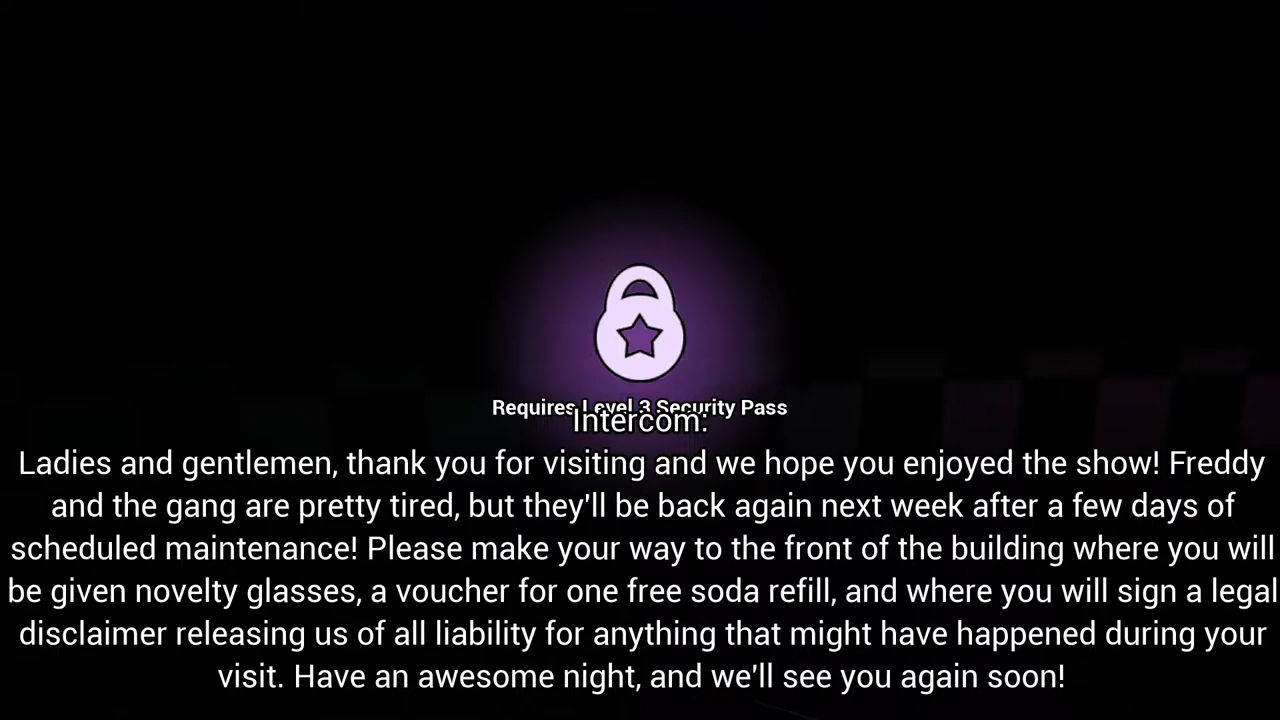 Requires Level 3 Security Pass
Intercom:
Ladies and gentlemen, thank you for visiting and we hope you enjoyed the show! Freddy
and the gang are pretty tired, but they'll be back again next week after a few days of
scheduled maintenance! Please make your way to the front of the building where you will
be given novelty glasses, a voucher for one free soda refill, and where you will sign a legal
disclaimer releasing us of all liability for anything that might have happened during your
visit. Have an awesome night, and we'll see you again soon!